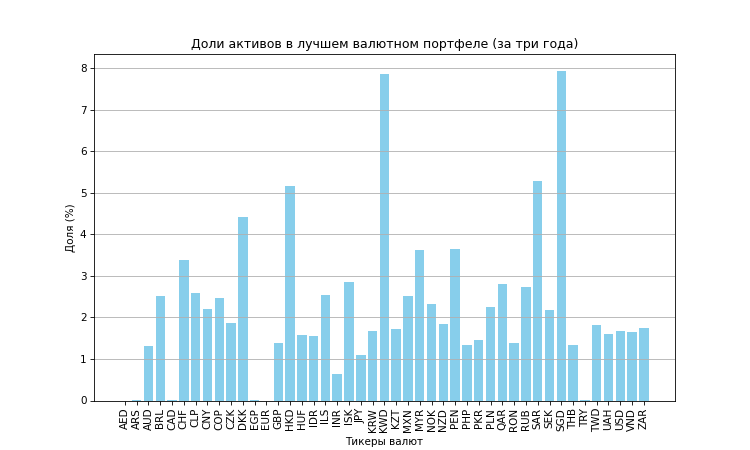 Доли активов в лучшем валютном портфеле (за три года)
Доля (%)
8
7
6
5
4
3
2
1
0
AED ARS AUD BRL CAD CHF CLP CNY COP CZK DKK EGP EUR GBP HKD HUF IDR ILS INR ISK JPY KRW KWD KZT MXN MYR NOK NZD PEN PHP PKR PLN QAR RON RUB SAR SEK SGD THB TRY TWD UAH USD VND ZAR
Тикеры валют